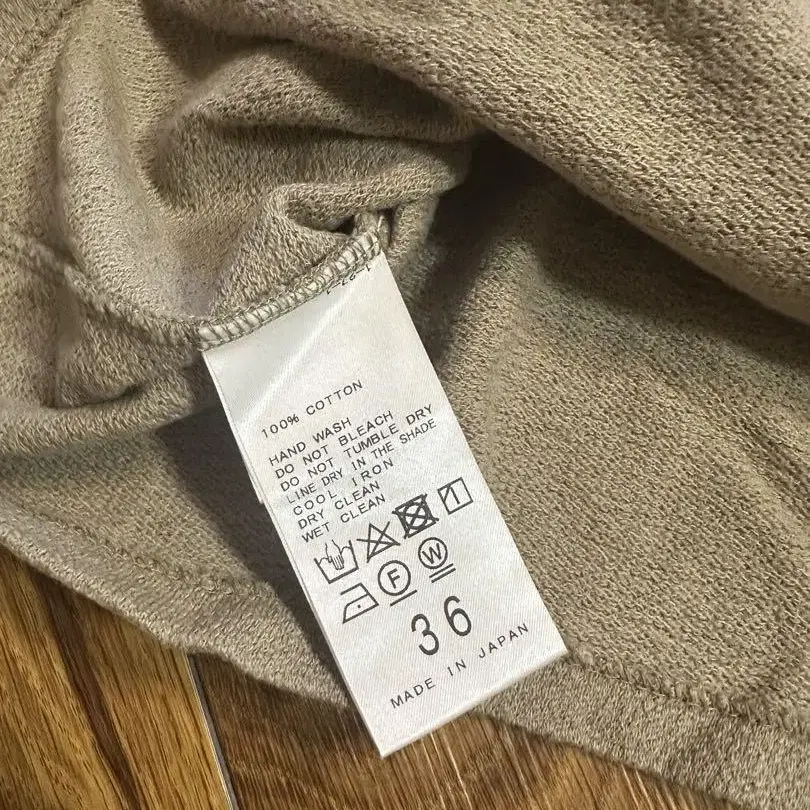 100% COTTON
HAND WASH
DO NOT BLEACH
DO NOT TUMBLE DRY
LINE DRY IN THE SHADE
COOL IRON
DRY CLEAN
WET CLEAN
F
W
36
MADE IN JAPAN